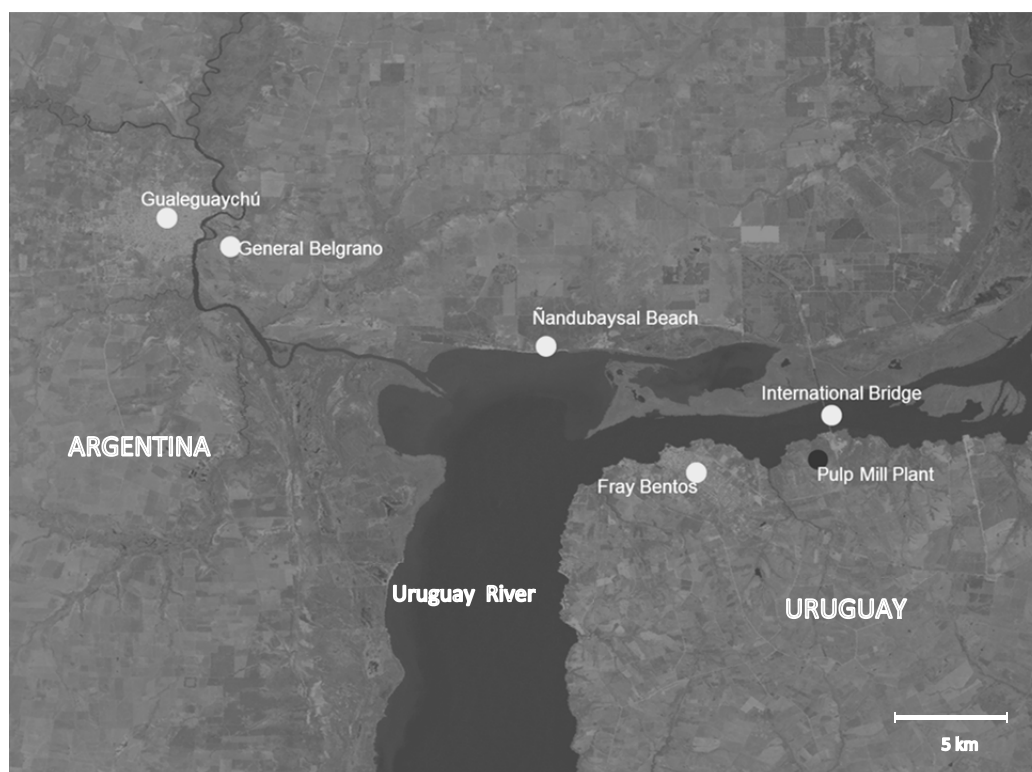 Gualeguaychú
General Belgrano
Ñandubaysal Beach
International Bridge
ARGENTINA
Pulp Mill Plant
Fray Bentos
Uruguay River
URUGUAY
5 km